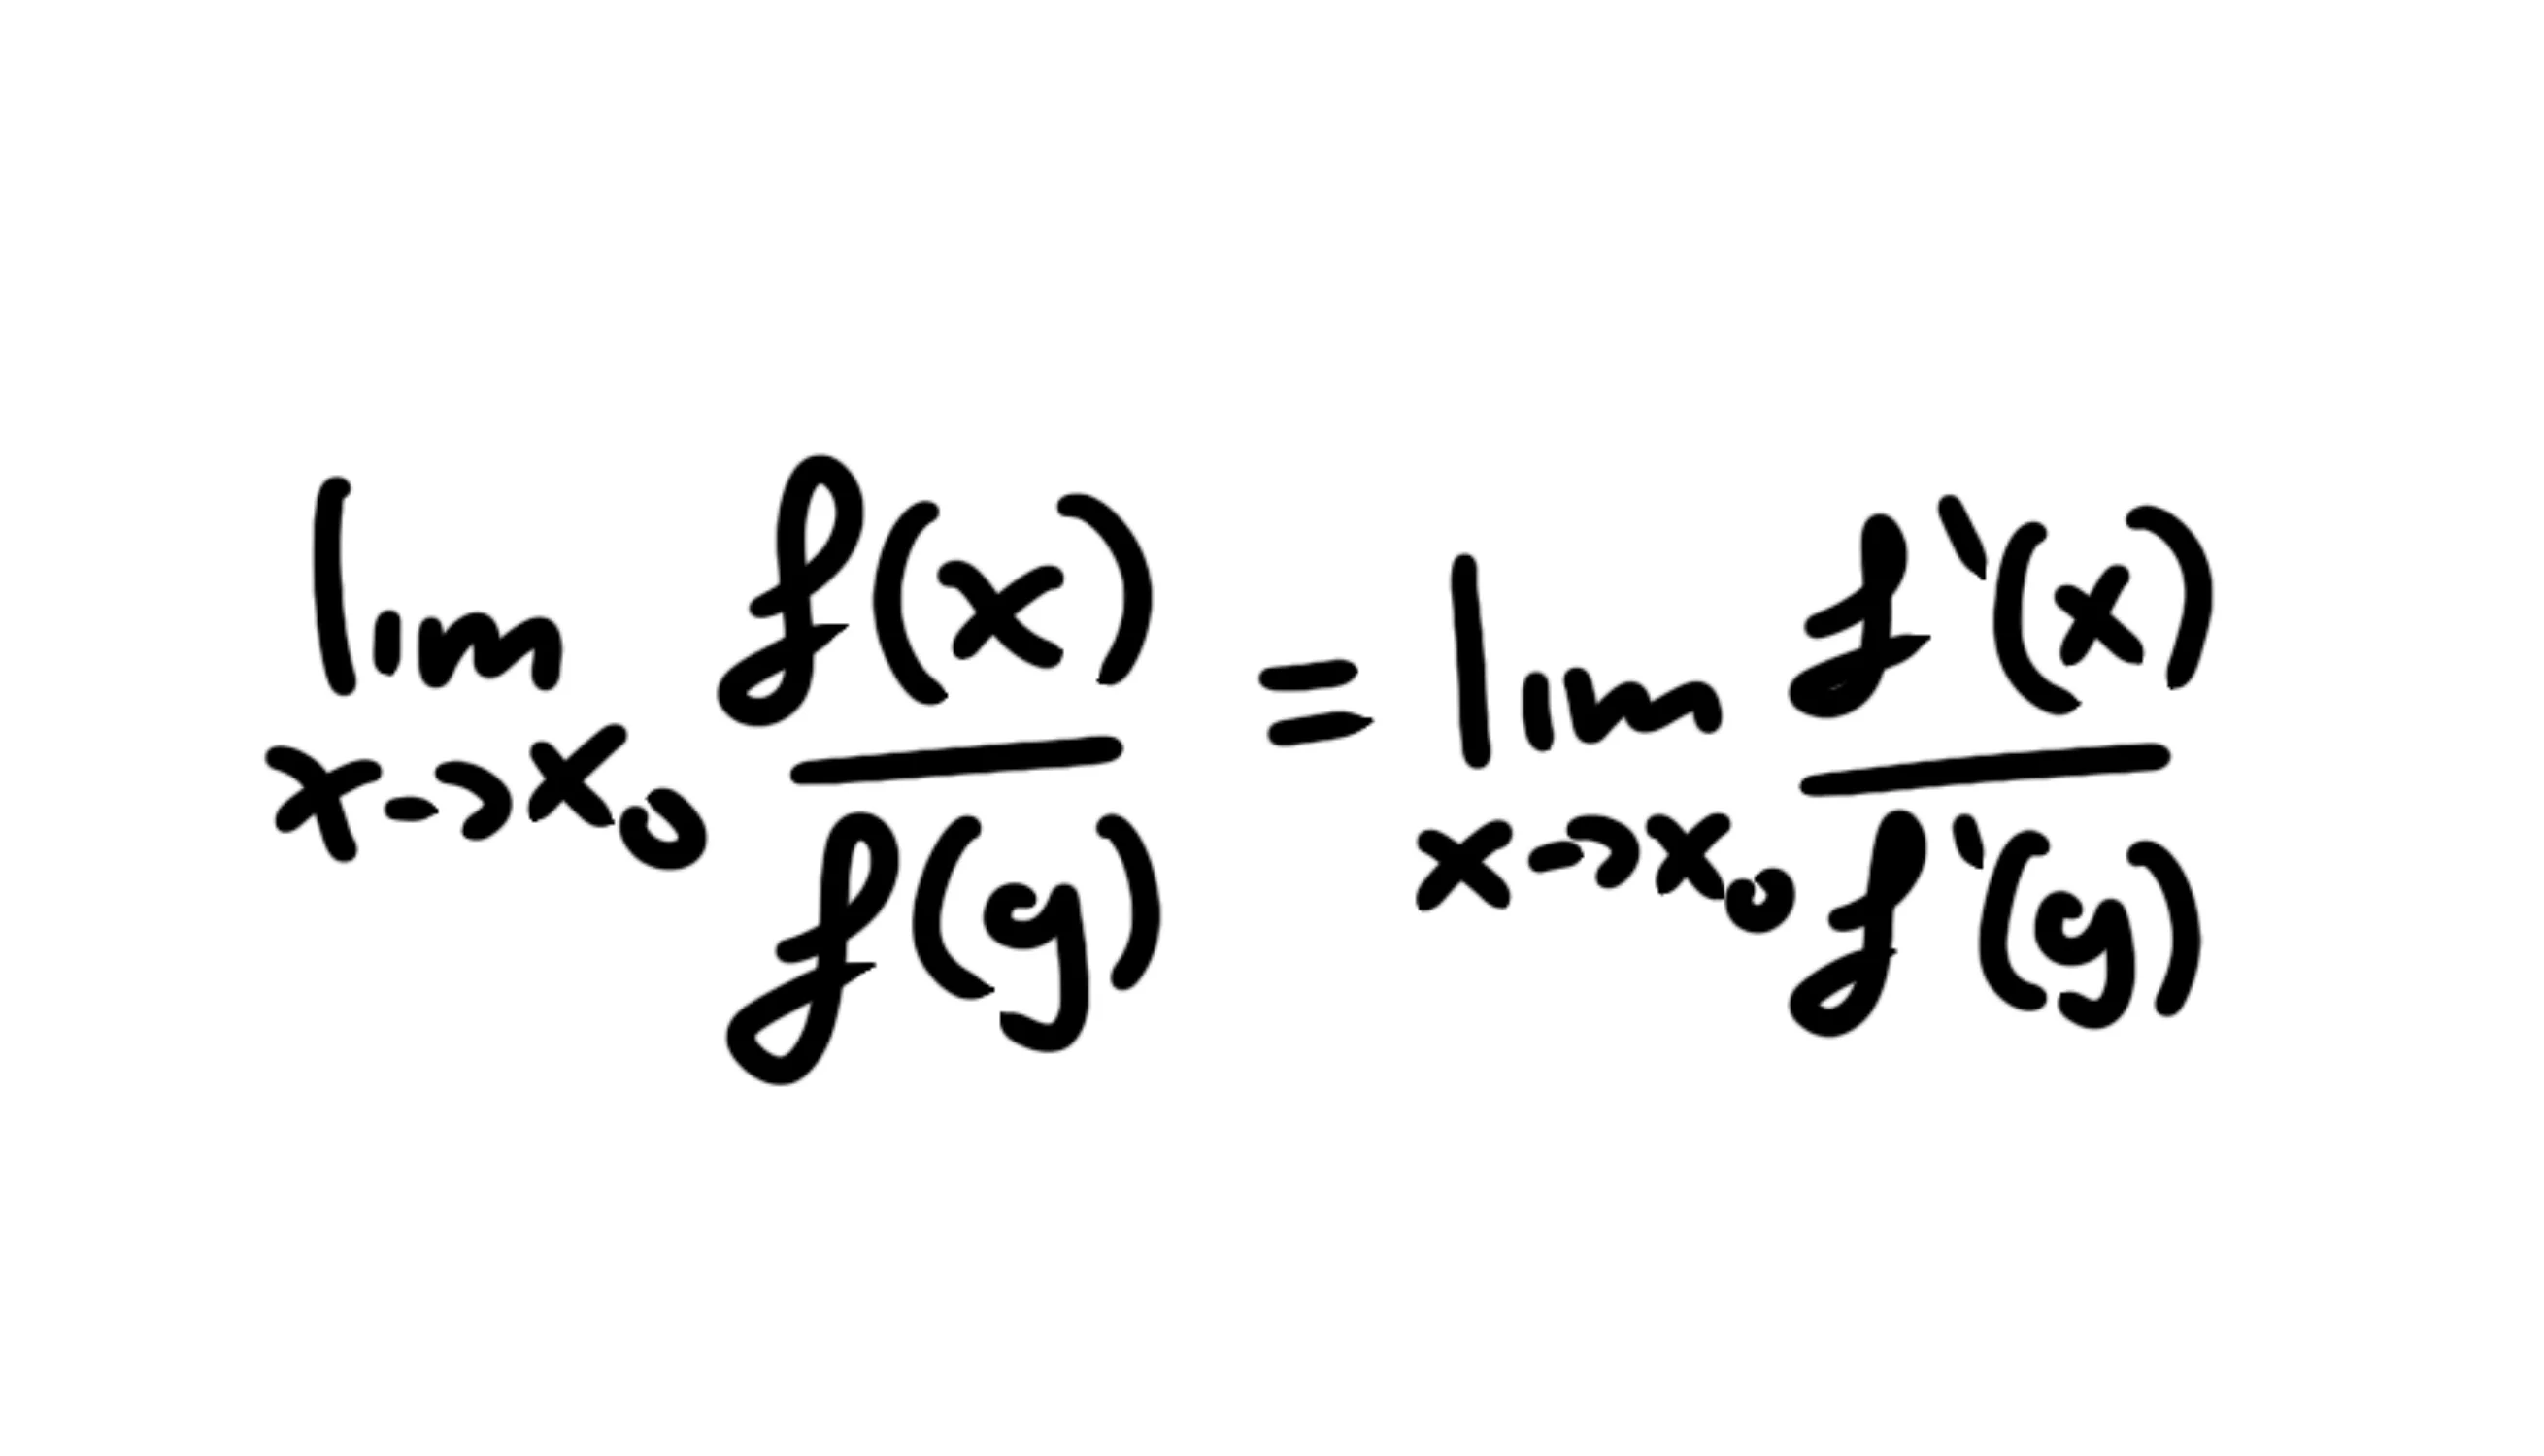 lim x→x₀ f(x)/f(y) = lim x→x₀ f'(x)/f'(y)